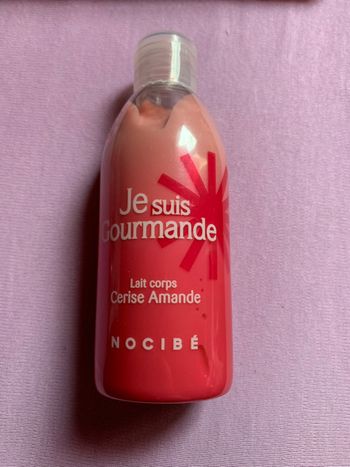 Je suis
Gourmande
Lait corps
Cerise Amande
NOCIBÉ